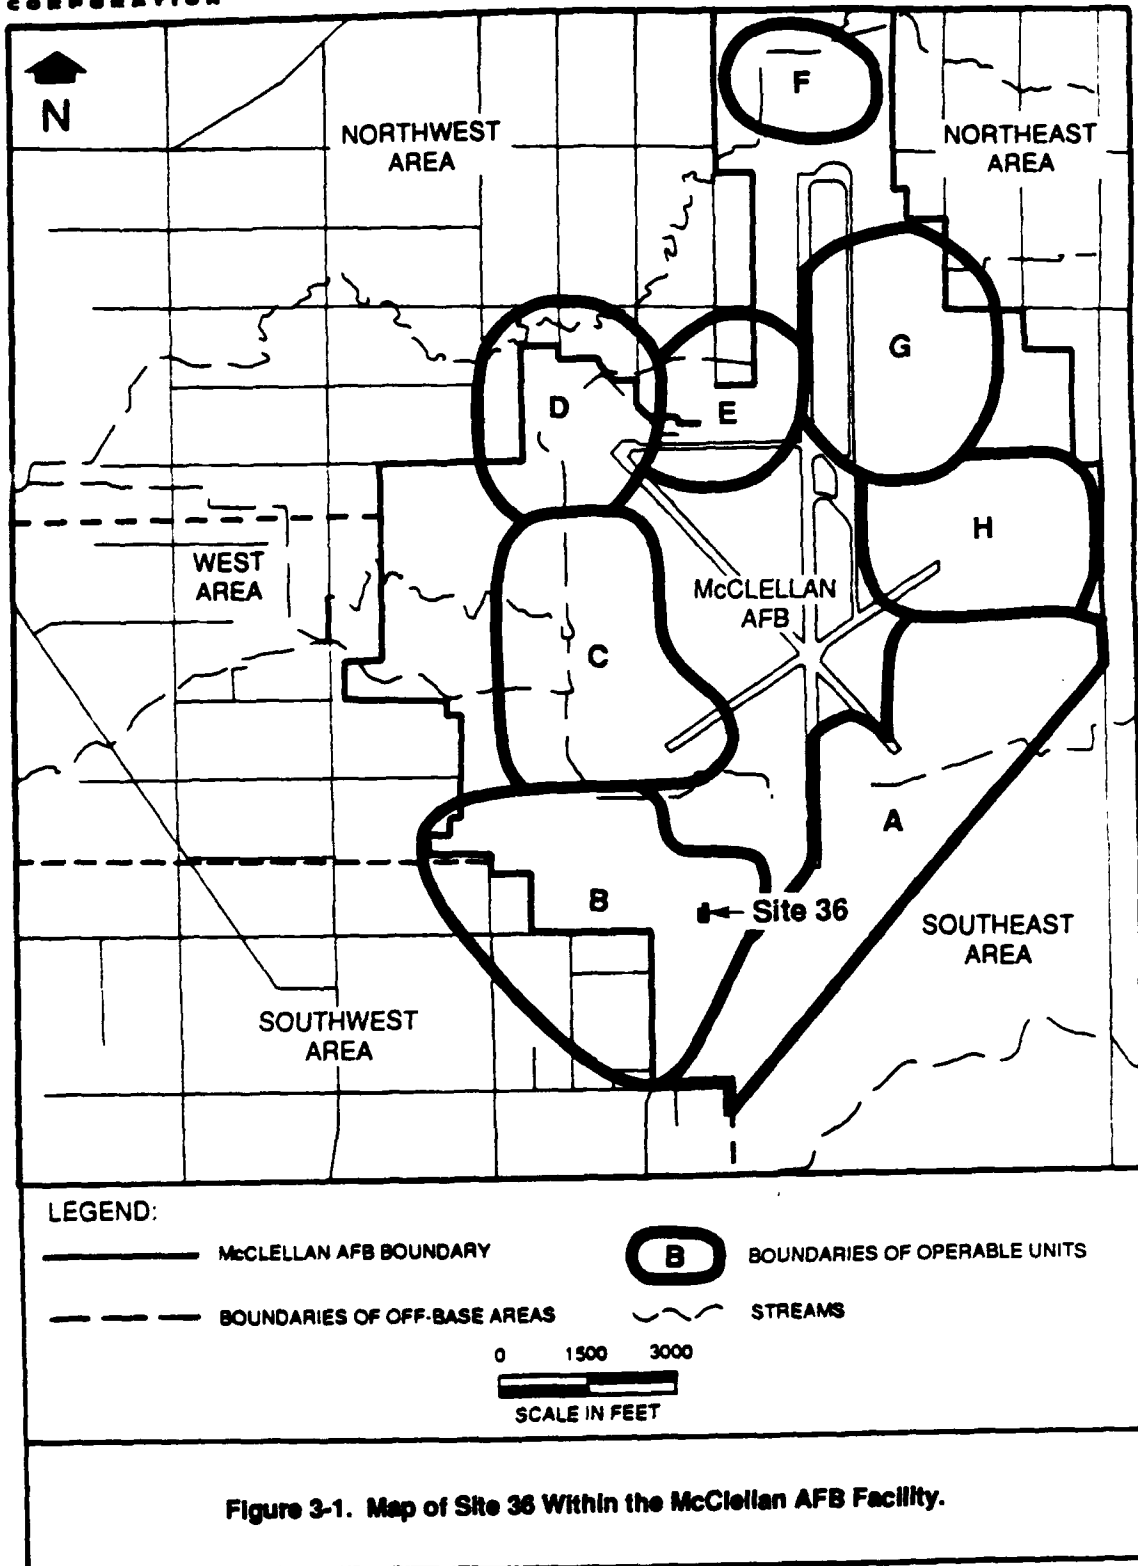 CORPORATION
F
N
NORTHWEST
AREA
NORTHEAST
AREA
G
D
E
H
WEST
AREA
McCLELLAN
AFB
C
A
B
Site 36
SOUTHEAST
AREA
SOUTHWEST
AREA
LEGEND:
McCLELLAN AFB BOUNDARY
B
BOUNDARIES OF OPERABLE UNITS
BOUNDARIES OF OFF-BASE AREAS
STREAMS
0 1500 3000
SCALE IN FEET
Figure 3-1. Map of Site 36 Within the McClellan AFB Facility.